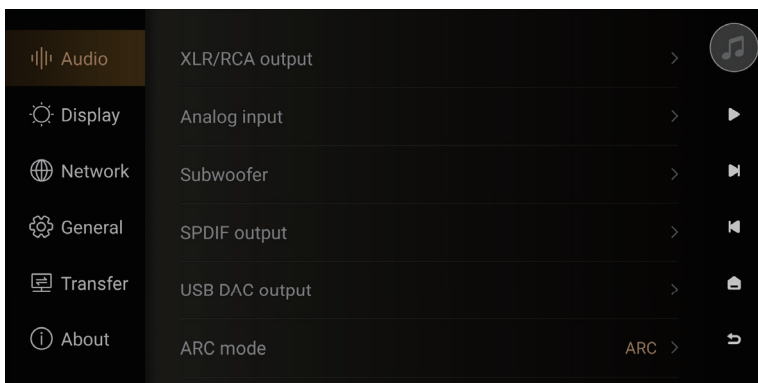 Audio
Display
Network
General
Transfer
About
XLR/RCA output
Analog input
Subwoofer
SPDIF output
USB DΛC output
ARC mode
ARC